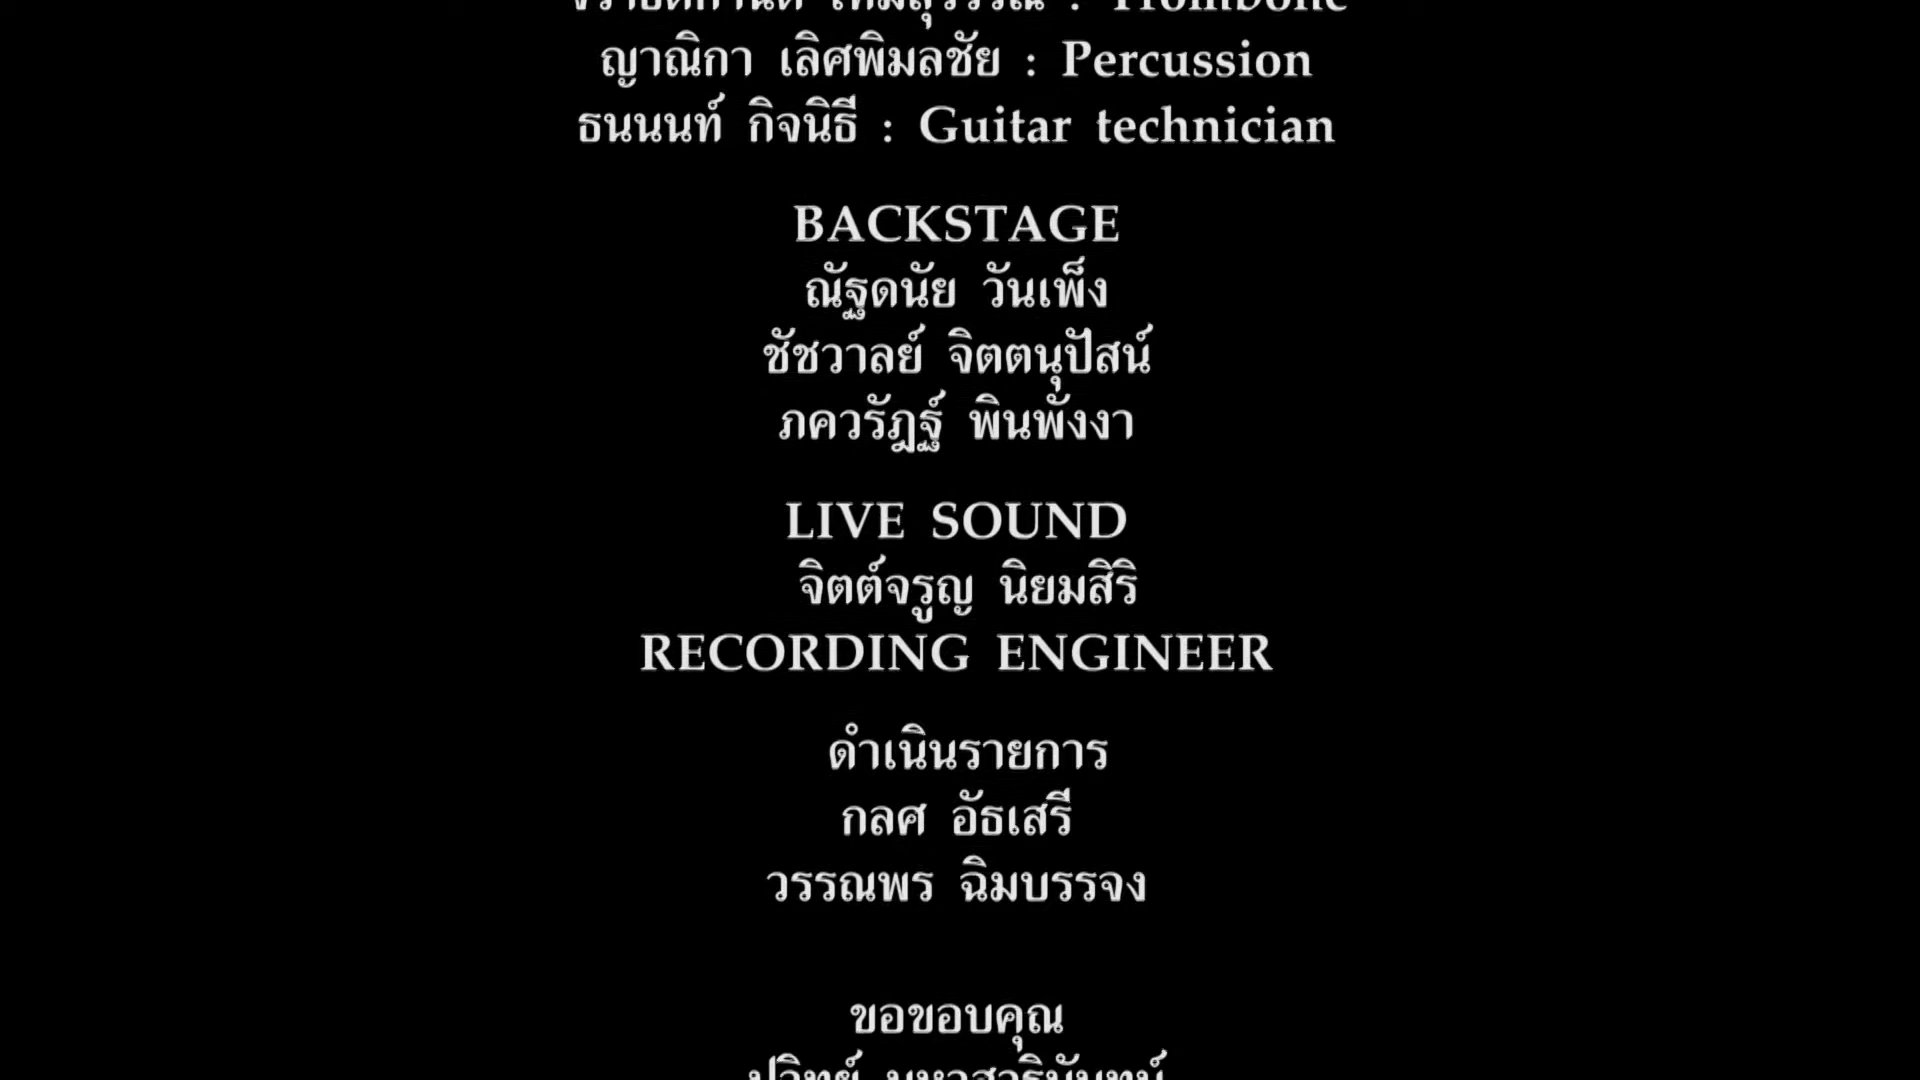 : Trombone
ญาณิกา เลิศพิมลชัย : Percussion
ธนนนท์ กิจนิธี : Guitar technician
BACKSTAGE
ณัฐดนัย วันเพ็ง
ชัชวาลย์ จิตตนุปัสน์
ภควรัฏฐ์ พินพังงา
LIVE SOUND
จิตต์จรูญ นิยมสิริ
RECORDING ENGINEER
ดำเนินรายการ
กลศ อัธเสรี
วรรณพร ฉิมบรรจง
ขอขอบคุณ